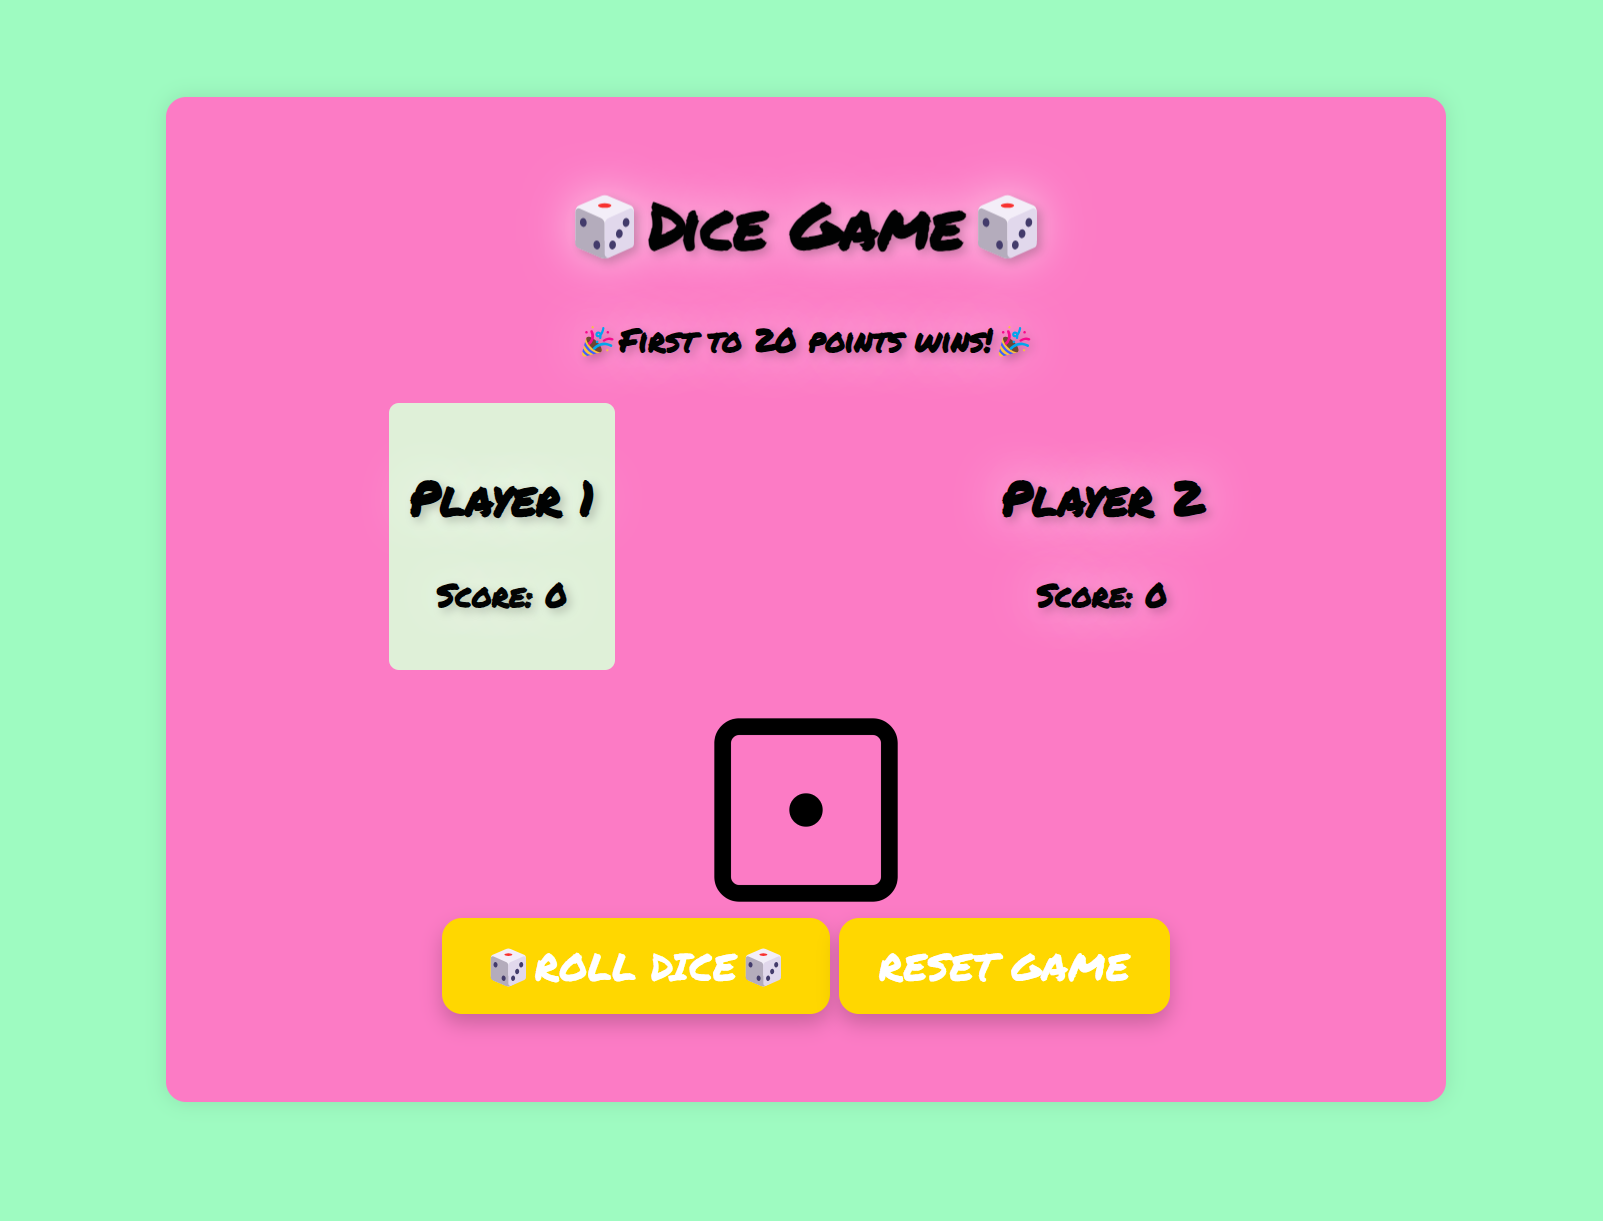 🎲Dice Game🎲
🎉First to 20 points wins!🎉
Player 1
Score: 0
Player 2
Score: 0
🎲ROLL DICE🎲
RESET GAME